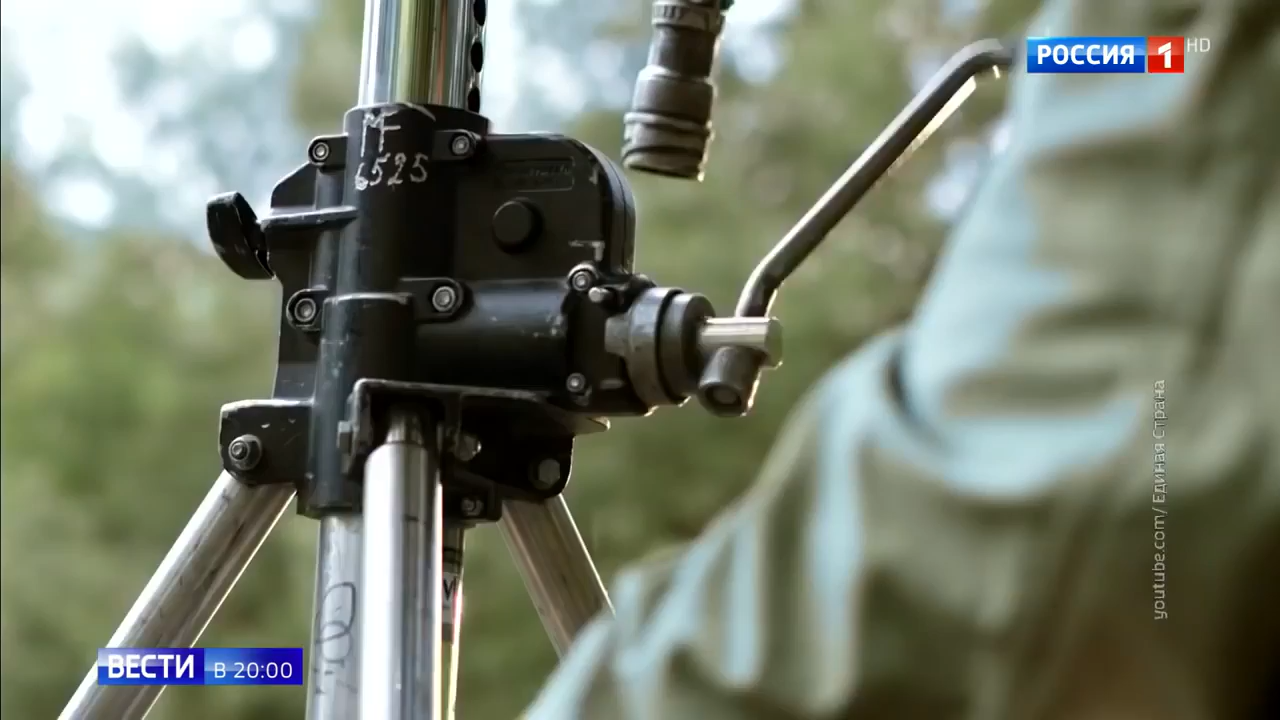 РОССИЯ 1 HD
MF
6525
youtube.com/ Единая Страна
ВЕСТИ В 20:00